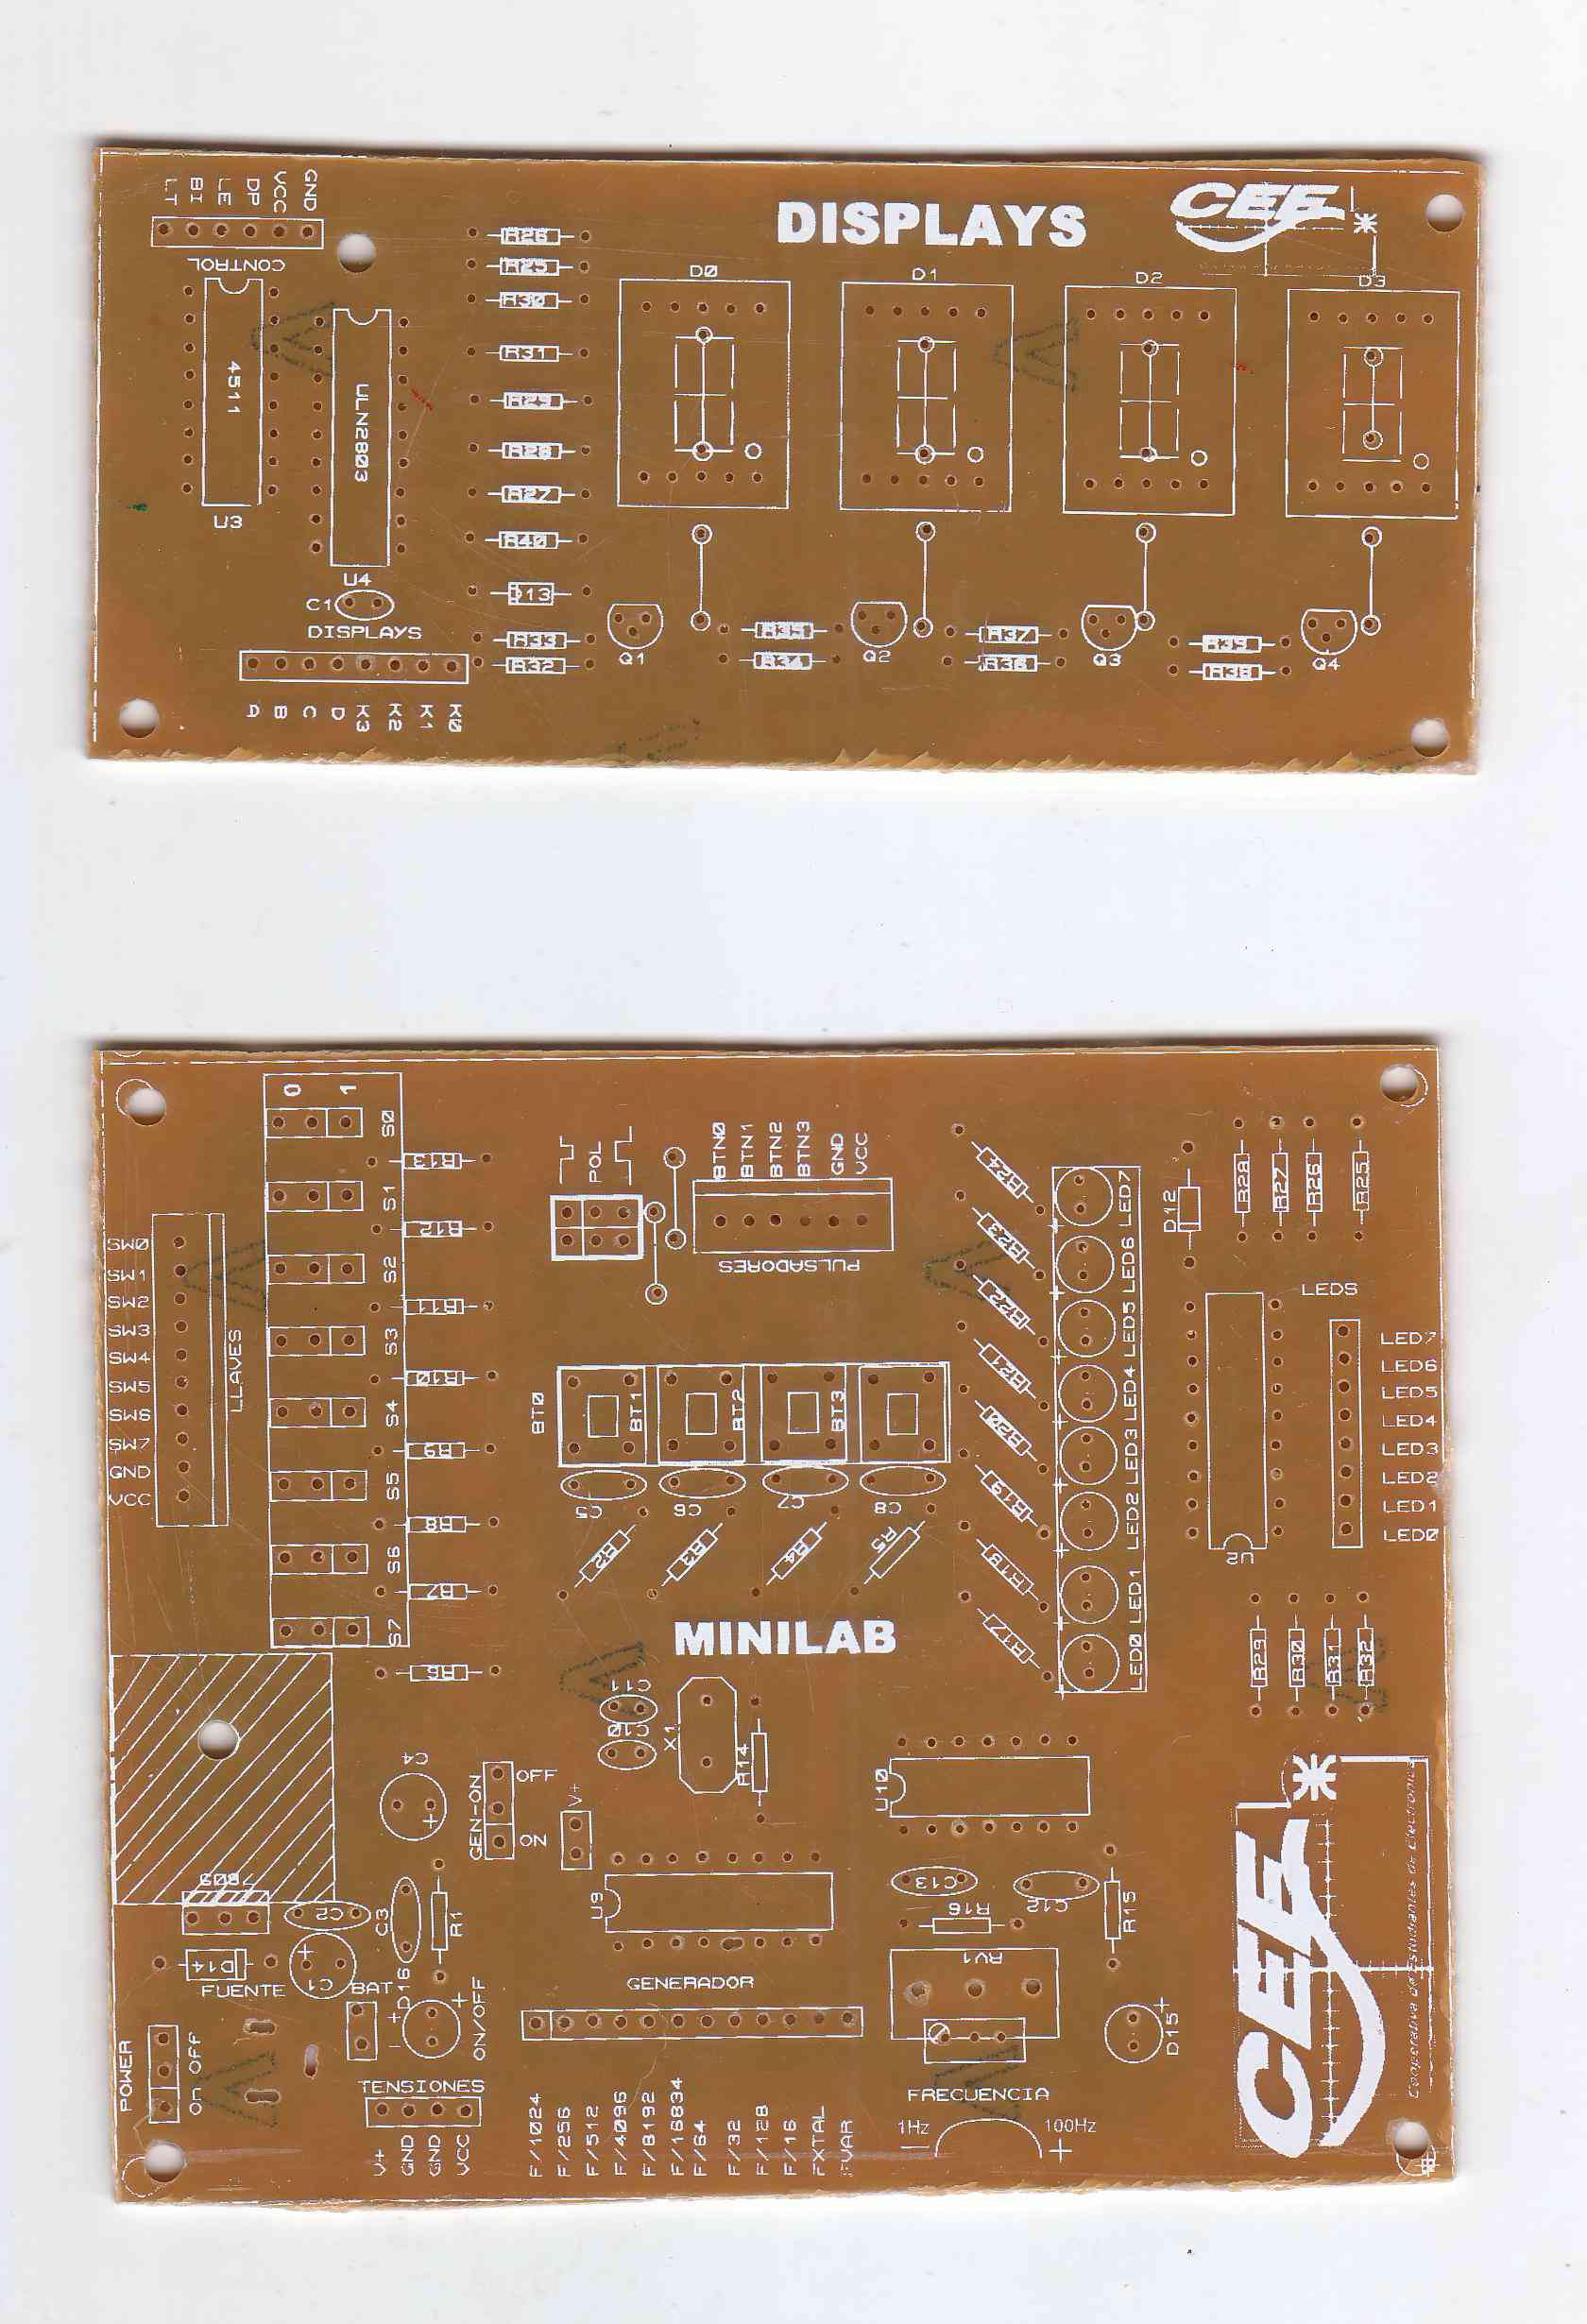 LT
BI
LE
DP
VCC
GND
CONTROL
4511
U3
ULN2803
U4
C1
DISPLAYS
A
B
C
D
K3
K2
K1
K0
R26
R25
R30
R31
R29
R28
R27
R40
D13
R33
R32
DISPLAYS
CEE
D0
D1
D2
D3
Q1
R35
R34
Q2
R37
R36
Q3
R39
R38
Q4
0 1
S0
R13
S1
R12
S2
R11
S3
R10
S4
R9
S5
R8
S6
R7
S7
R6
SW0
SW1
SW2
SW3
SW4
SW5
SW6
SW7
GND
VCC
LLAVES
POL
BTN0
BTN1
BTN2
BTN3
GND
VCC
PULSADORES
BT0
BT1
BT2
BT3
C5
C6
C7
C8
R2
R3
R4
R5
R24
R23
R22
R21
R20
R19
R18
R17
LED7
LED6
LED5
LED4
LED3
LED2
LED1
LED0
D12
R28
R27
R26
R25
LEDS
LED7
LED6
LED5
LED4
LED3
LED2
LED1
LED0
U2
R29
R30
R31
R32
MINILAB
C11
C10
X1
R14
C4
+
GEN-ON
OFF
ON
V+
U10
U9
C13
C12
R16
R15
RV1
7809
C2
C3
R1
D14
FUENTE
C1
+
BAT
D16
+
-
+
ON/OFF
POWER
On Off
TENSIONES
V+
GND
GND
VCC
GENERADOR
F/1024
F/256
F/512
F/4096
F/8192
F/16834
F/64
F/32
F/128
F/16
FXTAL
FVAR
FRECUENCIA
1Hz 100Hz
- +
D15
+
CEE
Cooperativa de Estudiantes de Electronica